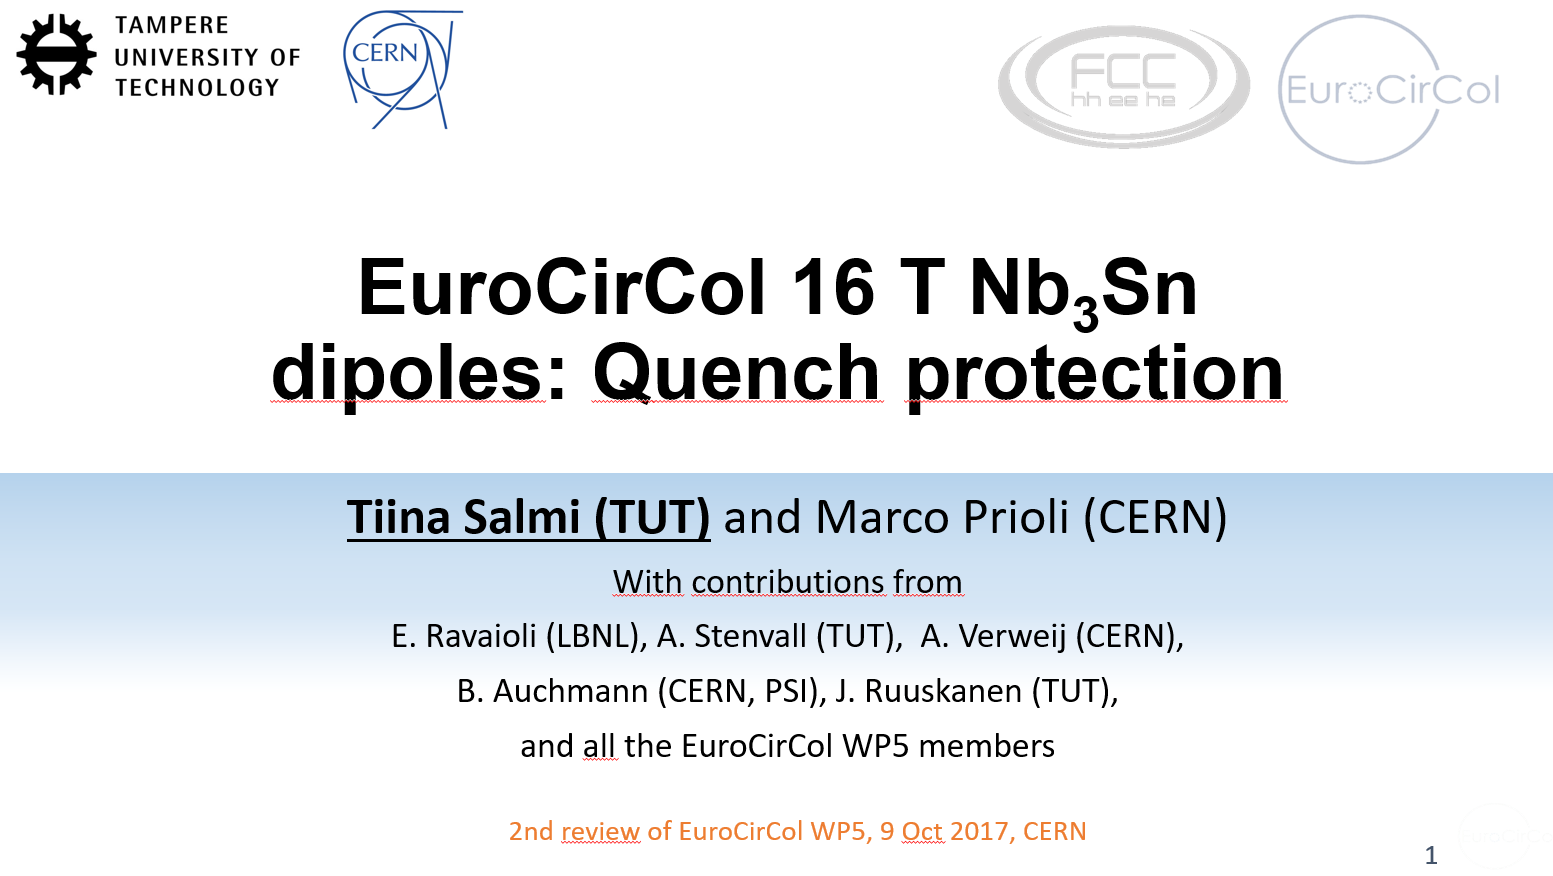 TAMPERE
UNIVERSITY OF
TECHNOLOGY
CERN
FCC
hh ee he
EuroCirCol
EuroCirCol 16 T Nb₃Sn
dipoles: Quench protection
Tiina Salmi (TUT) and Marco Prioli (CERN)
With contributions from
E. Ravaioli (LBNL), A. Stenvall (TUT),  A. Verweij (CERN),
B. Auchmann (CERN, PSI), J. Ruuskanen (TUT),
and all the EuroCirCol WP5 members
2nd review of EuroCirCol WP5, 9 Oct 2017, CERN
1